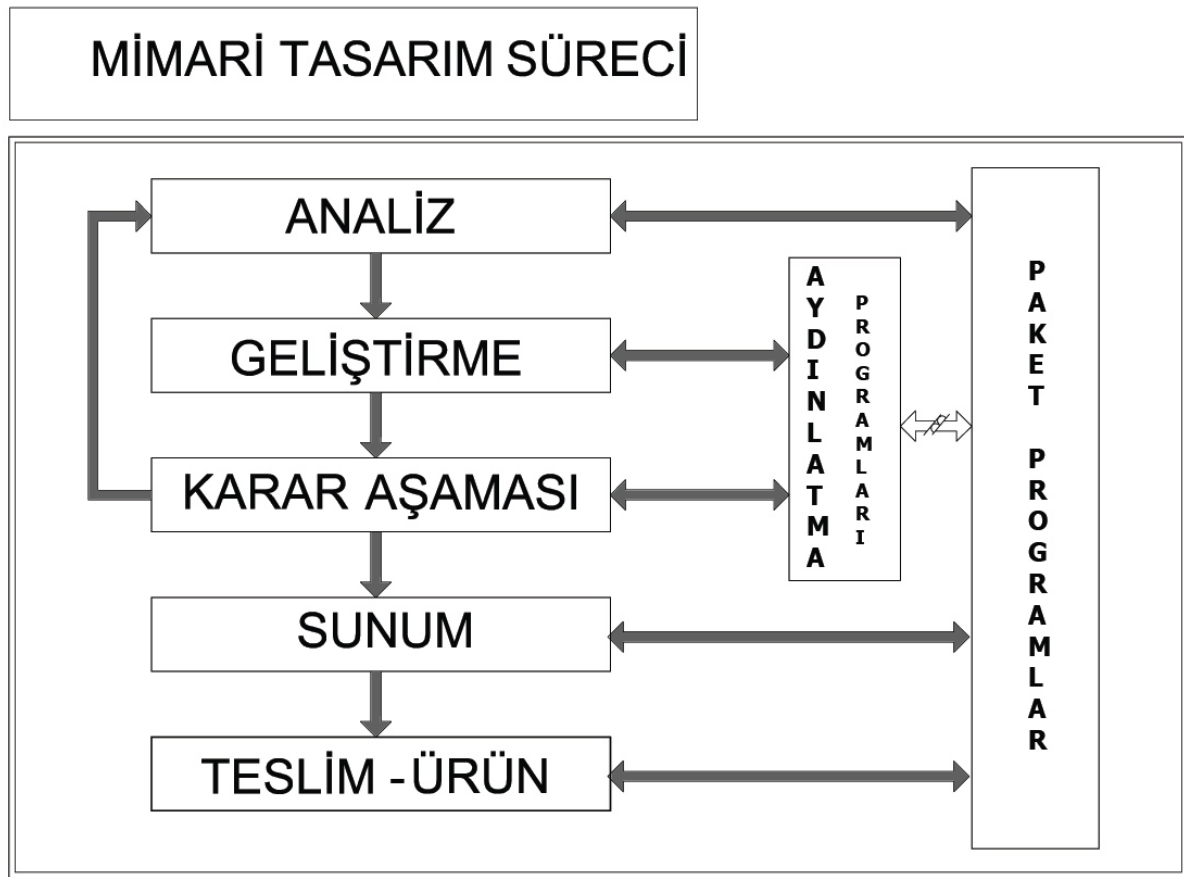 MİMARİ TASARIM SÜRECİ
ANALİZ
GELİŞTİRME
KARAR AŞAMASI
SUNUM
TESLİM - ÜRÜN
AYDINLATMA
PROGRAMLARI
PAKET PROGRAMLAR